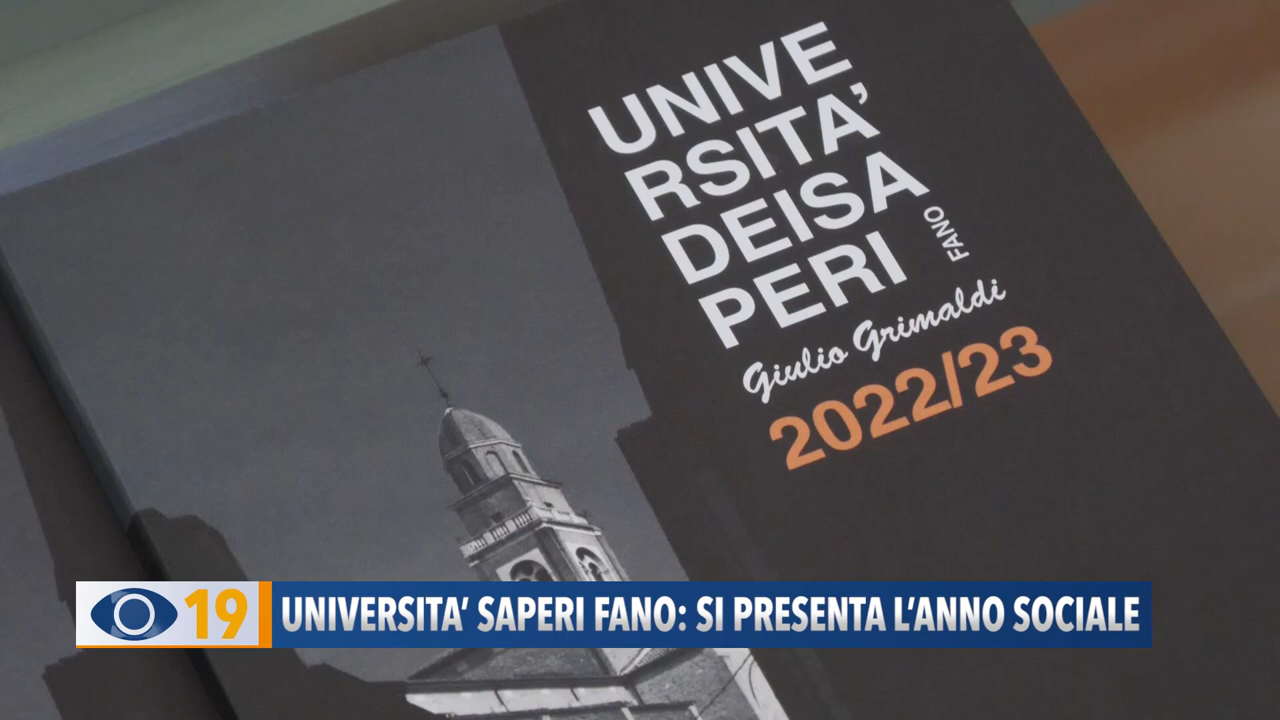 UNIVE
RSITA'
DEISA
PERI
FANO
Giulio Grimaldi
2022/23
19 UNIVERSITA' SAPERI FANO: SI PRESENTA L'ANNO SOCIALE